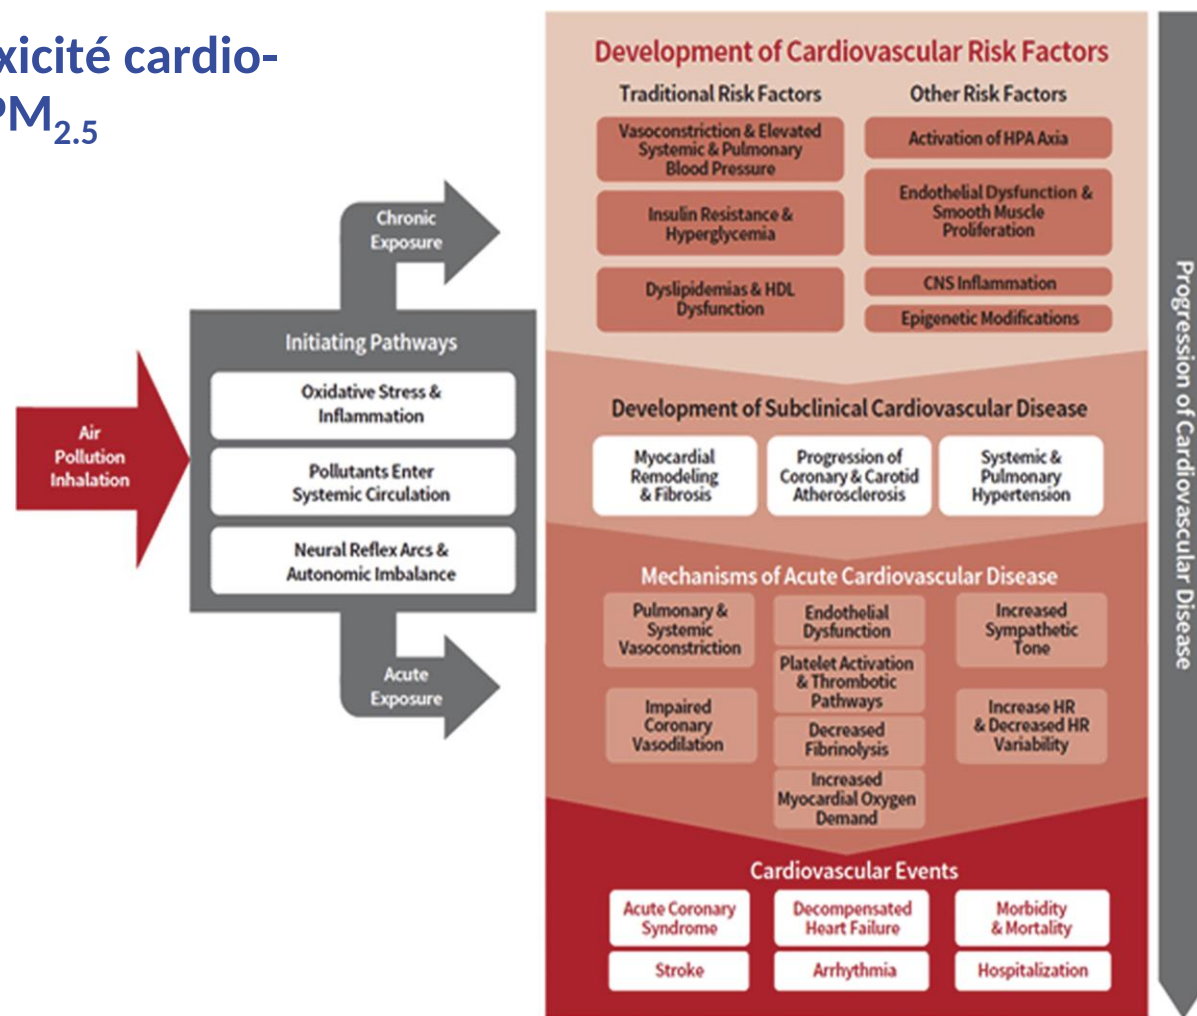 xicité cardio-
PM2.5
Air
Pollution
Inhalation
Initiating Pathways
Oxidative Stress &
Inflammation
Pollutants Enter
Systemic Circulation
Neural Reflex Arcs &
Autonomic Imbalance
Chronic
Exposure
Acute
Exposure
Development of Cardiovascular Risk Factors
Traditional Risk Factors
Vasoconstriction & Elevated
Systemic & Pulmonary
Blood Pressure
Insulin Resistance &
Hyperglycemia
Dyslipidemias & HDL
Dysfunction
Other Risk Factors
Activation of HPA Axia
Endothelial Dysfunction &
Smooth Muscle
Proliferation
CNS Inflammation
Epigenetic Modifications
Development of Subclinical Cardiovascular Disease
Myocardial
Remodeling
& Fibrosis
Progression of
Coronary & Carotid
Atherosclerosis
Systemic &
Pulmonary
Hypertension
Mechanisms of Acute Cardiovascular Disease
Pulmonary &
Systemic
Vasoconstriction
Impaired
Coronary
Vasodilation
Endothelial
Dysfunction
Platelet Activation
& Thrombotic
Pathways
Decreased
Fibrinolysis
Increased
Myocardial Oxygen
Demand
Increased
Sympathetic
Tone
Increase HR
& Decreased HR
Variability
Cardiovascular Events
Acute Coronary
Syndrome
Decompensated
Heart Failure
Morbidity
& Mortality
Stroke
Arrhythmia
Hospitalization
Progression of Cardiovascular Disease